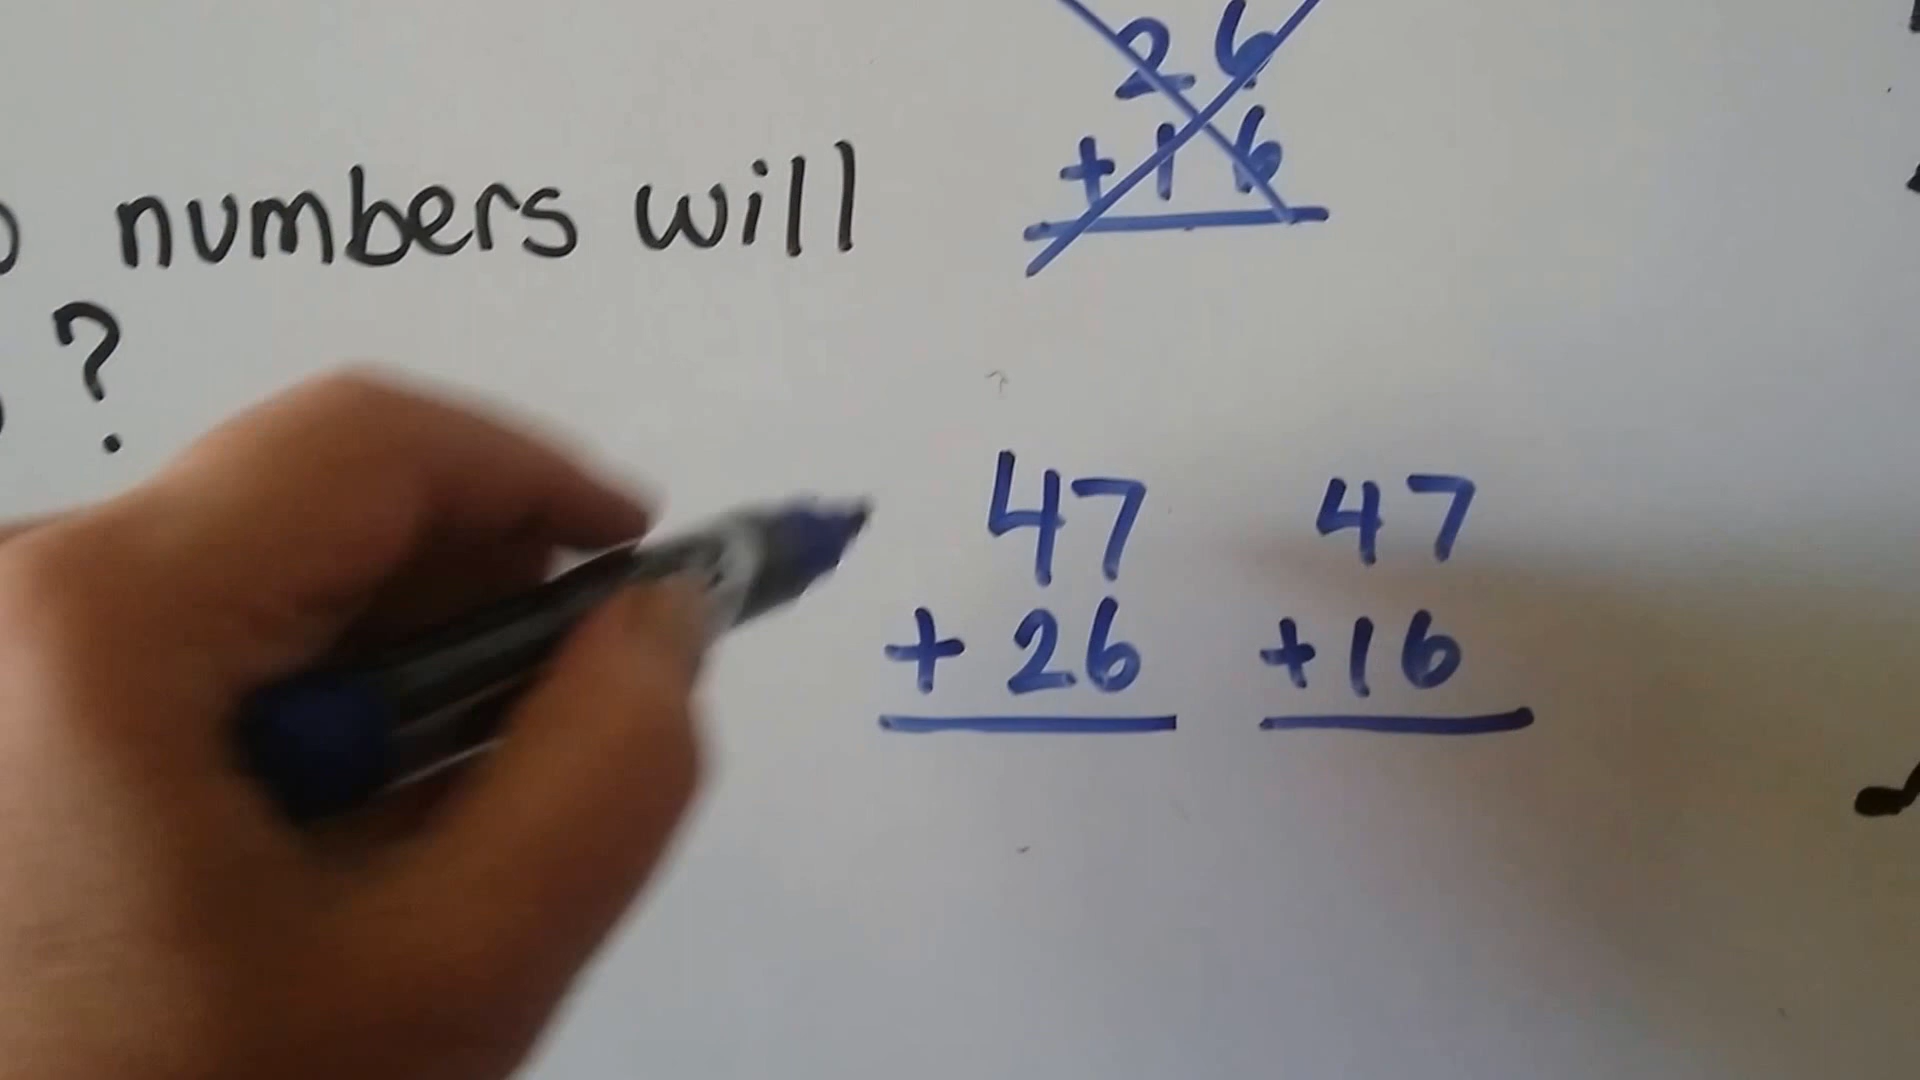 26
+16
numbers will
?
47 47
+ 26 +16